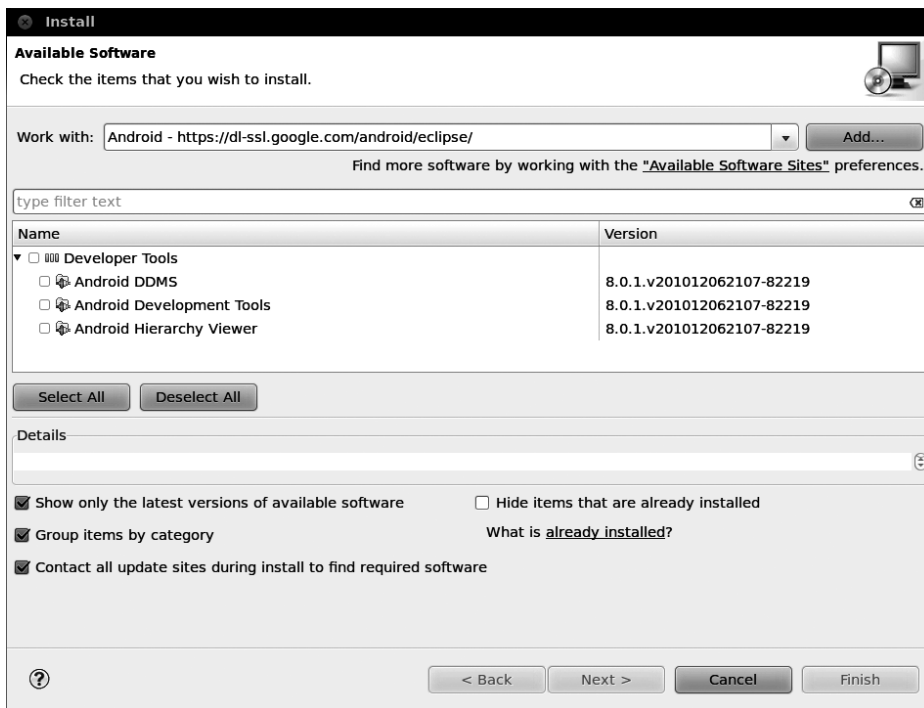 Install
Available Software
Check the items that you wish to install.
Work with: Android - https://dl-ssl.google.com/android/eclipse/ Add...
Find more software by working with the "Available Software Sites" preferences.
type filter text
Name Version
Developer Tools
Android DDMS 8.0.1.v201012062107-82219
Android Development Tools 8.0.1.v201012062107-82219
Android Hierarchy Viewer 8.0.1.v201012062107-82219
Select All Deselect All
Details
Show only the latest versions of available software Hide items that are already installed
Group items by category What is already installed?
Contact all update sites during install to find required software
? < Back Next > Cancel Finish